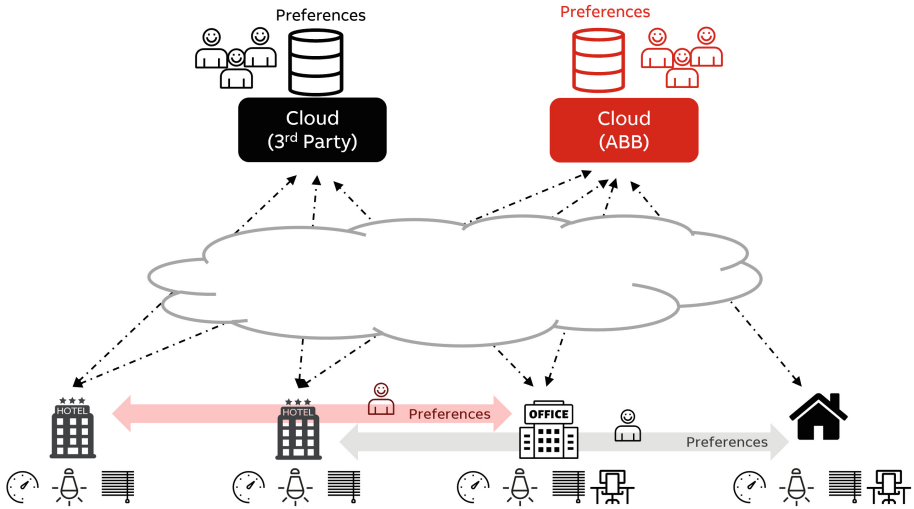 Preferences
Preferences
Cloud
(3rd Party)
Cloud
(ABB)
HOTEL
HOTEL
Preferences
OFFICE
Preferences